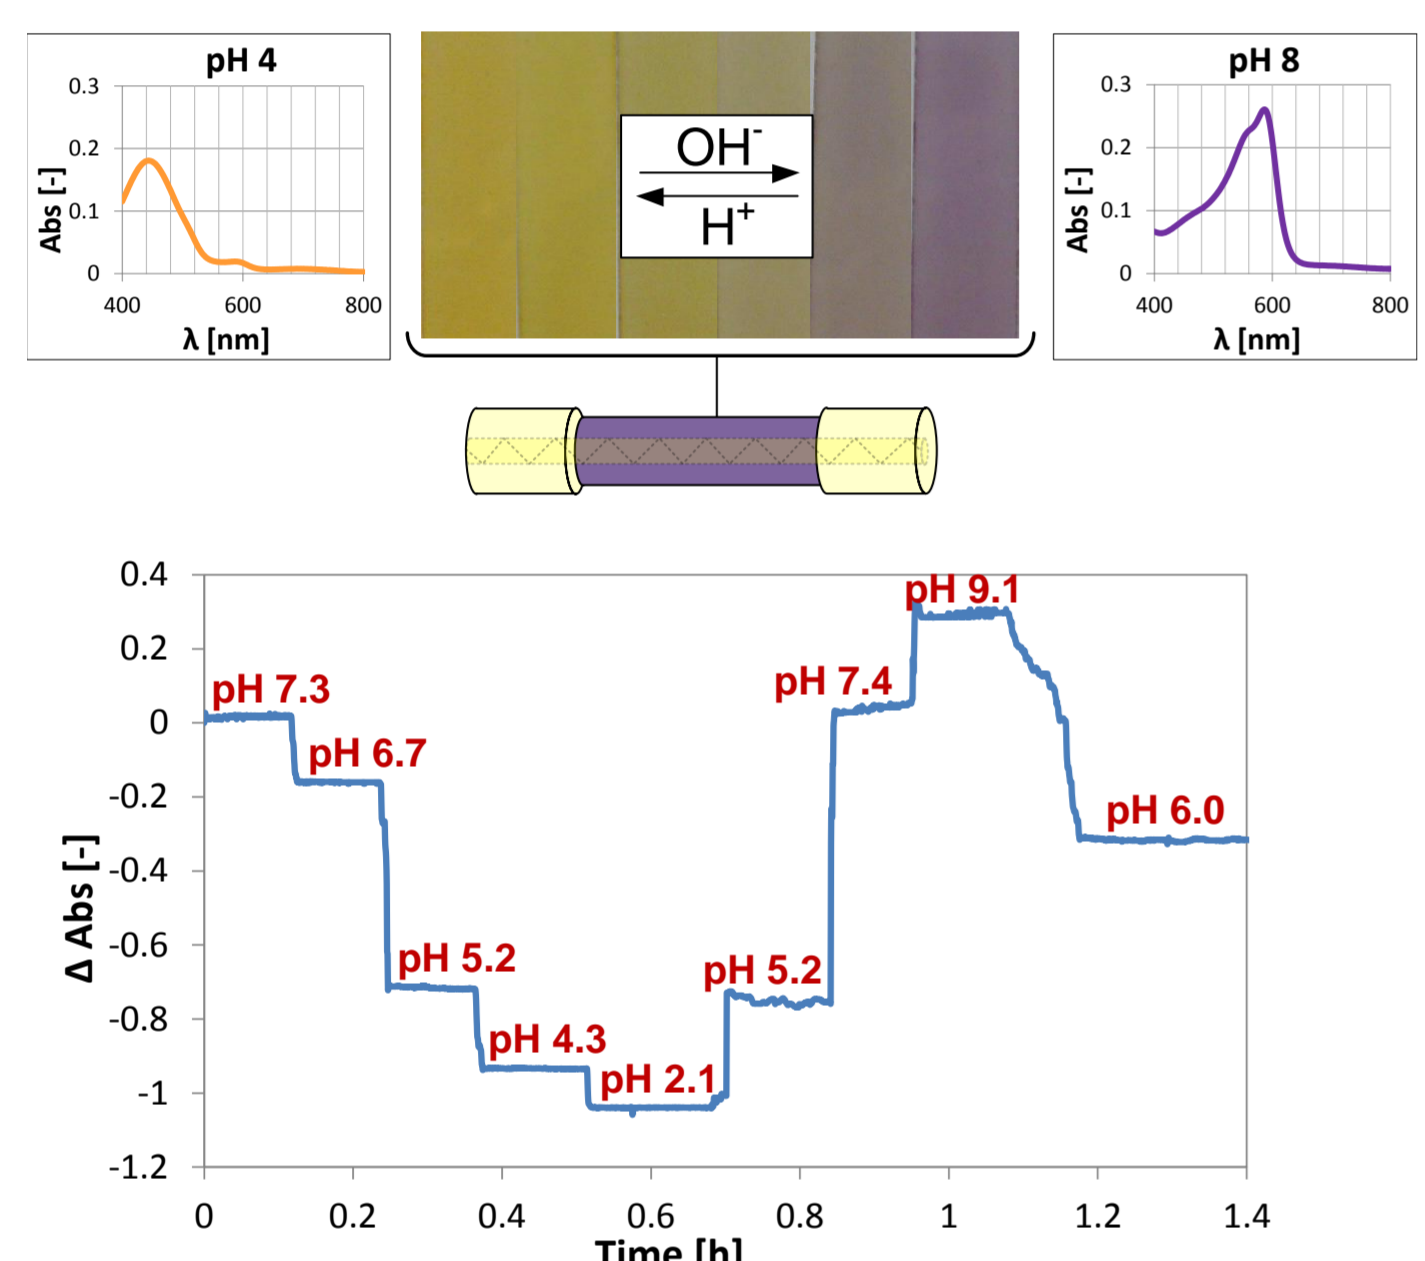 pH 4
0.3
0.2
0.1
0
Abs [-]
400 600 800
λ [nm]
OH⁻
H⁺
pH 8
0.3
0.2
0.1
0
Abs [-]
400 600 800
λ [nm]
0.4
0.2
0
-0.2
-0.4
-0.6
-0.8
-1
-1.2
Δ Abs [-]
pH 7.3
pH 6.7
pH 5.2
pH 4.3
pH 2.1
pH 5.2
pH 7.4
pH 9.1
pH 6.0
0 0.2 0.4 0.6 0.8 1 1.2 1.4
Time [h]